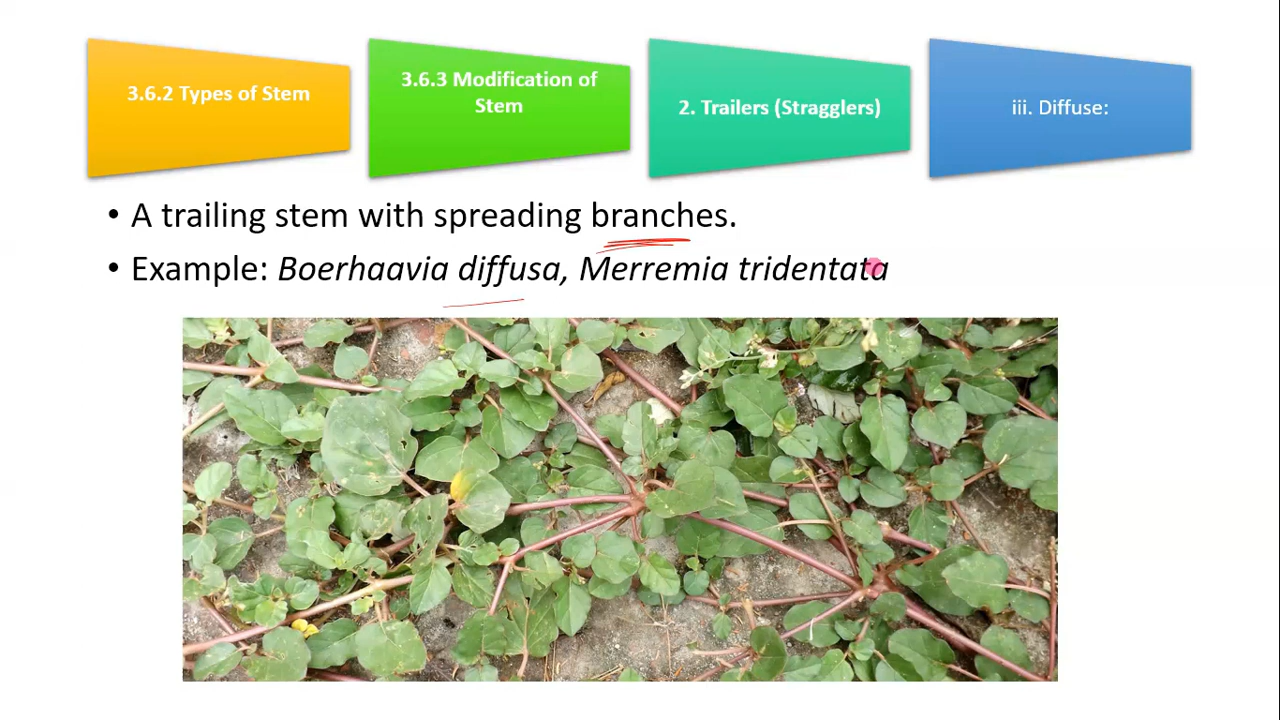 3.6.2 Types of Stem
3.6.3 Modification of
Stem
2. Trailers (Stragglers)
iii. Diffuse:
• A trailing stem with spreading branches.
• Example: Boerhaavia diffusa, Merremia tridentata